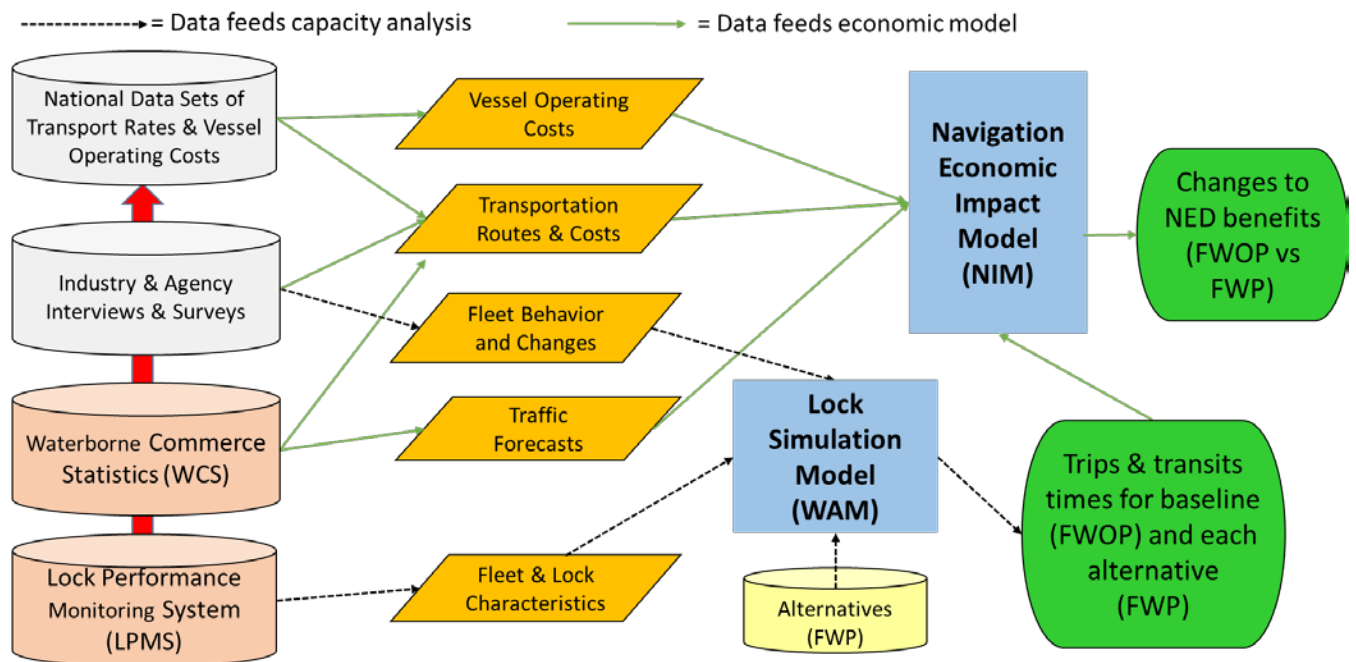 = Data feeds capacity analysis
= Data feeds economic model
National Data Sets of
Transport Rates & Vessel
Operating Costs
Industry & Agency
Interviews & Surveys
Waterborne Commerce
Statistics (WCS)
Lock Performance
Monitoring System
(LPMS)
Vessel Operating
Costs
Transportation
Routes & Costs
Fleet Behavior
and Changes
Traffic
Forecasts
Fleet & Lock
Characteristics
Navigation
Economic
Impact
Model
(NIM)
Lock
Simulation
Model
(WAM)
Alternatives
(FWP)
Changes to
NED benefits
(FWOP vs
FWP)
Trips & transits
times for baseline
(FWOP) and each
alternative
(FWP)